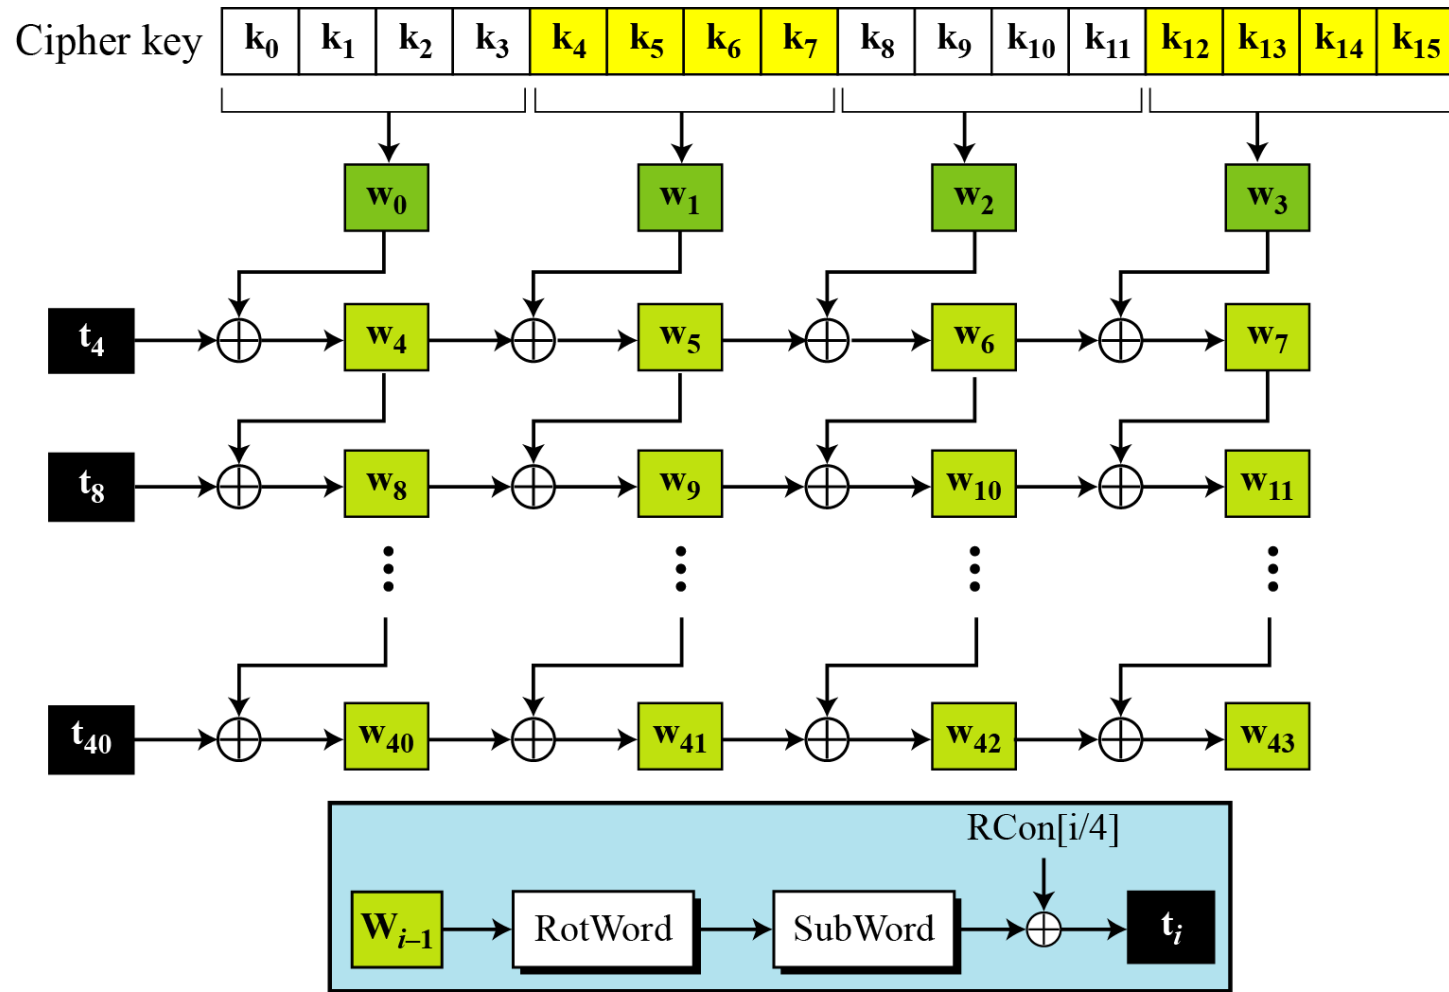 Cipher key k₀ k₁ k₂ k₃ k₄ k₅ k₆ k₇ k₈ k₉ k₁₀ k₁₁ k₁₂ k₁₃ k₁₄ k₁₅
w₀ w₁ w₂ w₃
t₄ w₄ w₅ w₆ w₇
t₈ w₈ w₉ w₁₀ w₁₁
t₄₀ w₄₀ w₄₁ w₄₂ w₄₃
RCon[i/4]
Wᵢ₋₁ RotWord SubWord tᵢ